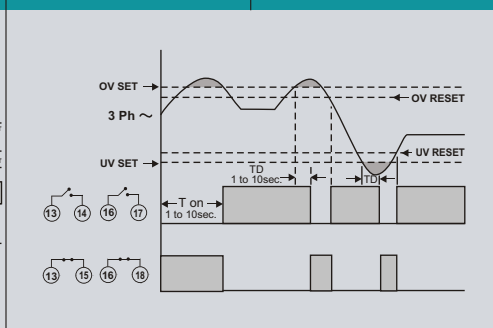 OV SET
OV RESET
3 Ph ~
UV RESET
UV SET
TD
1 to 10sec.
TD
T on
1 to 10sec.
13 14 16 17
13 15 16 18